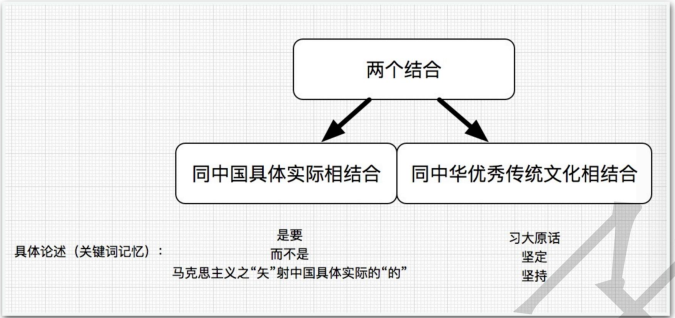 两个结合
同中国具体实际相结合
同中华优秀传统文化相结合
具体论述（关键词记忆）：
是要
而不是
马克思主义之“矢”射中国具体实际的“的”
习大原话
坚定
坚持